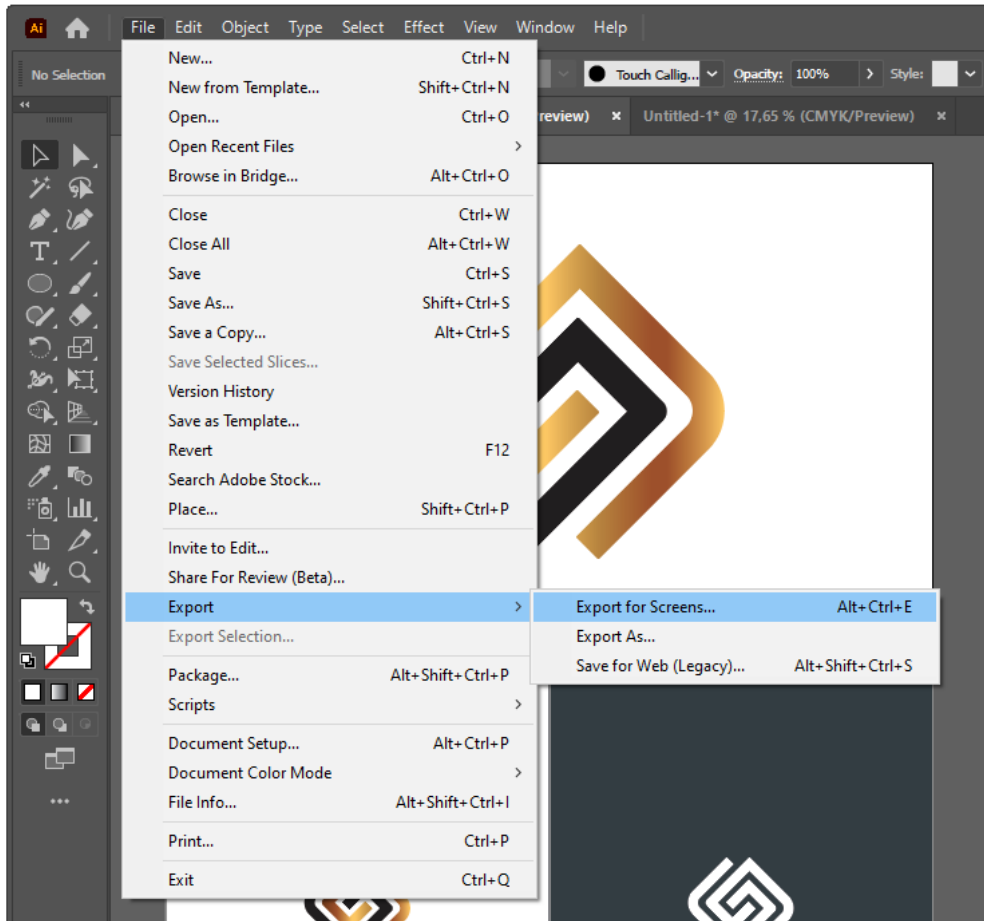 Ai File Edit Object Type Select Effect View Window Help
No Selection Touch Callig... Opacity: 100% Style:
review) × Untitled-1* @ 17,65 % (CMYK/Preview) ×
New... Ctrl+N
New from Template... Shift+Ctrl+N
Open... Ctrl+O
Open Recent Files
Browse in Bridge... Alt+Ctrl+O
Close Ctrl+W
Close All Alt+Ctrl+W
Save Ctrl+S
Save As... Shift+Ctrl+S
Save a Copy... Alt+Ctrl+S
Save Selected Slices...
Version History
Save as Template...
Revert F12
Search Adobe Stock...
Place... Shift+Ctrl+P
Invite to Edit...
Share For Review (Beta)...
Export
Export Selection...
Package... Alt+Shift+Ctrl+P
Scripts
Document Setup... Alt+Ctrl+P
Document Color Mode
File Info... Alt+Shift+Ctrl+I
Print... Ctrl+P
Exit Ctrl+Q
Export for Screens... Alt+Ctrl+E
Export As...
Save for Web (Legacy)... Alt+Shift+Ctrl+S